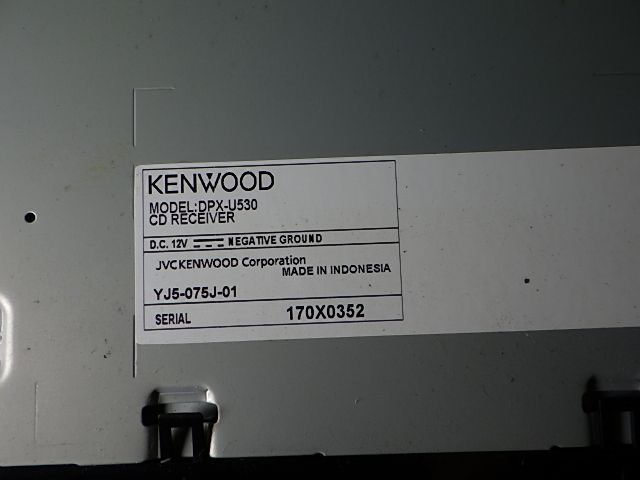 KENWOOD
MODEL:DPX-U530
CD RECEIVER
D.C. 12V NEGATIVE GROUND
JVCKENWOOD Corporation
MADE IN INDONESIA
YJ5-075J-01
SERIAL 170X0352